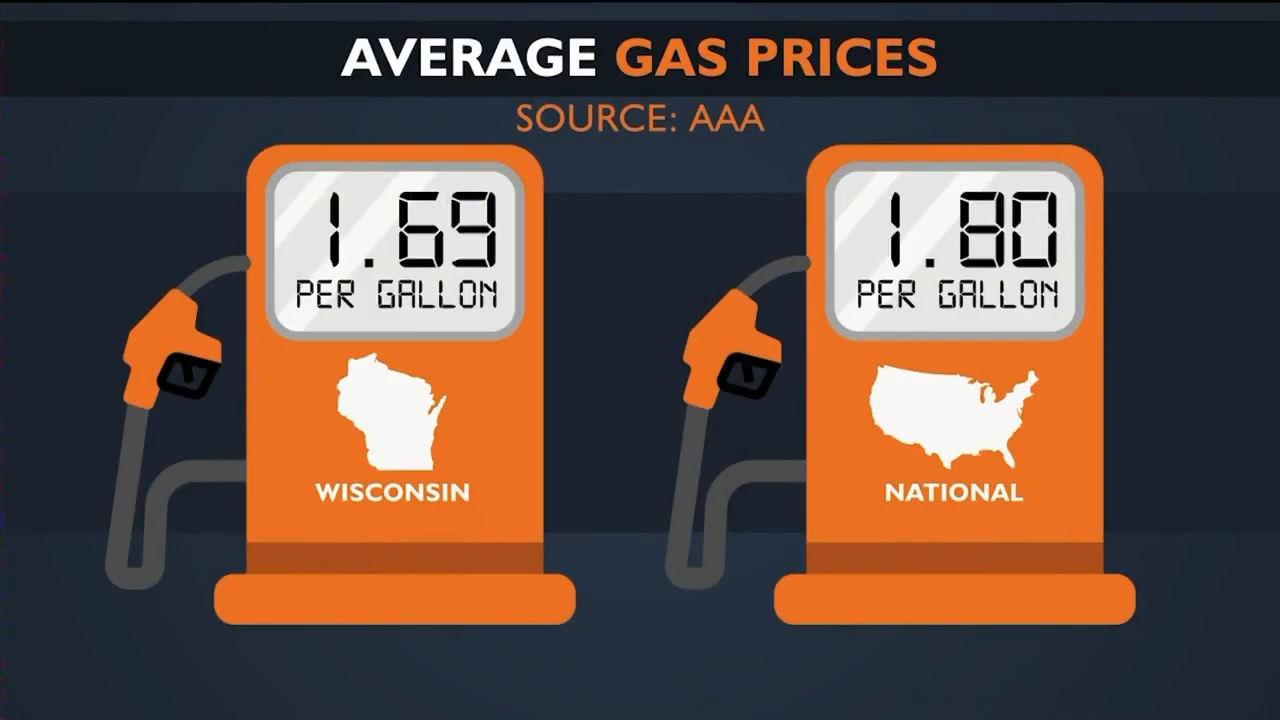 AVERAGE GAS PRICES
SOURCE: AAA
1.69
PER GALLON
WISCONSIN
1.80
PER GALLON
NATIONAL